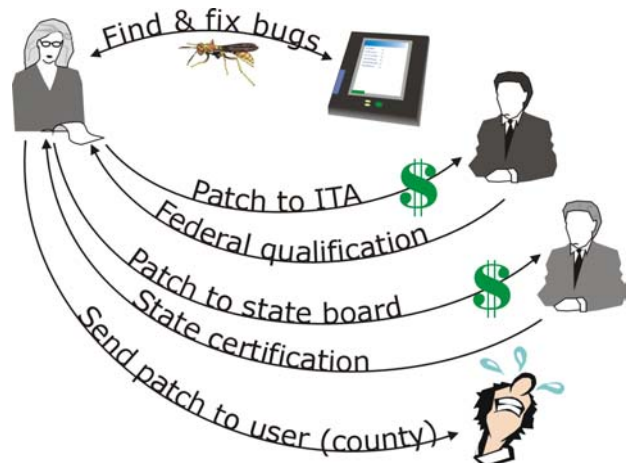 Find & fix bugs
Patch to ITA
$
Federal qualification
Patch to state board
$
State certification
Send patch to user (county)